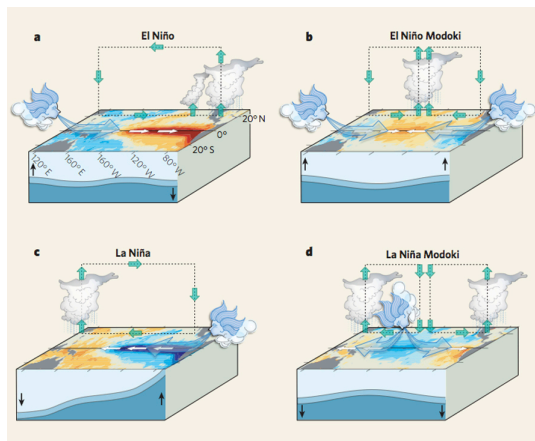 a
El Niño
20° N
0°
20° S
120° E
160° E
160° W
120° W
80° W
b
El Niño Modoki
c
La Niña
d
La Niña Modoki